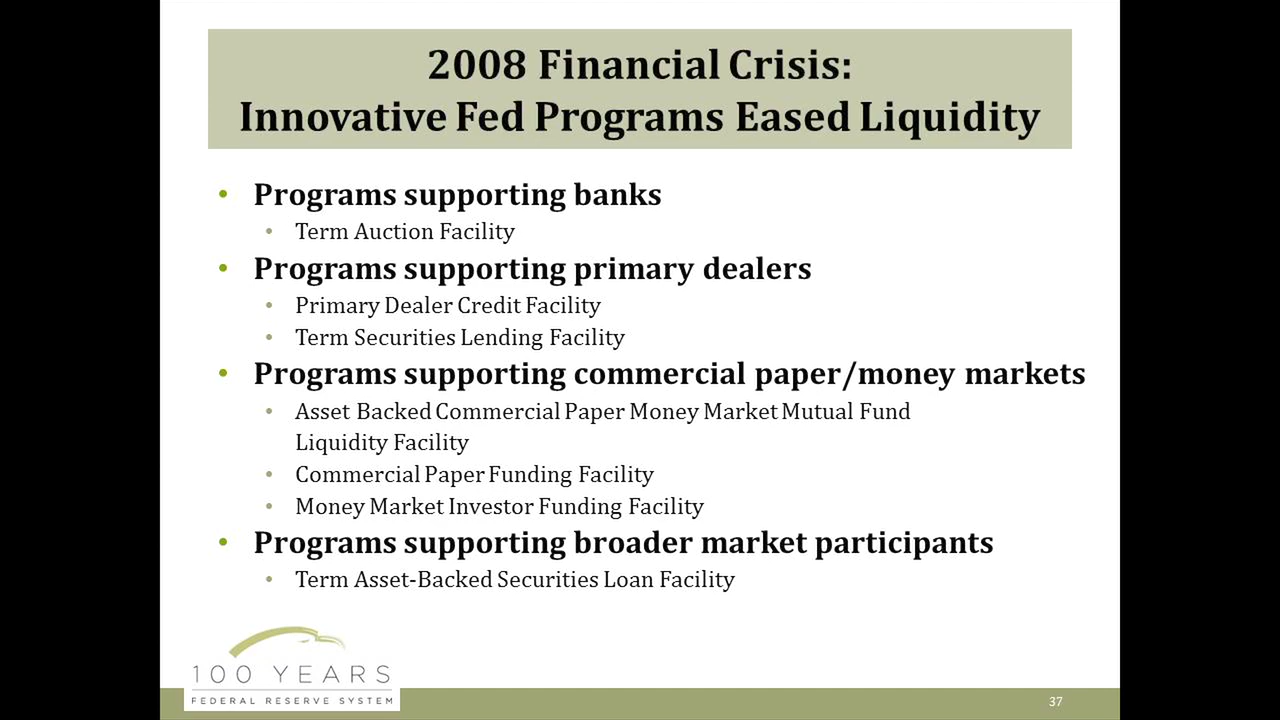 2008 Financial Crisis:
Innovative Fed Programs Eased Liquidity
• Programs supporting banks
• Term Auction Facility
• Programs supporting primary dealers
• Primary Dealer Credit Facility
• Term Securities Lending Facility
• Programs supporting commercial paper/money markets
• Asset Backed Commercial Paper Money Market Mutual Fund
Liquidity Facility
• Commercial Paper Funding Facility
• Money Market Investor Funding Facility
• Programs supporting broader market participants
• Term Asset-Backed Securities Loan Facility
100 YEARS
FEDERAL RESERVE SYSTEM
37